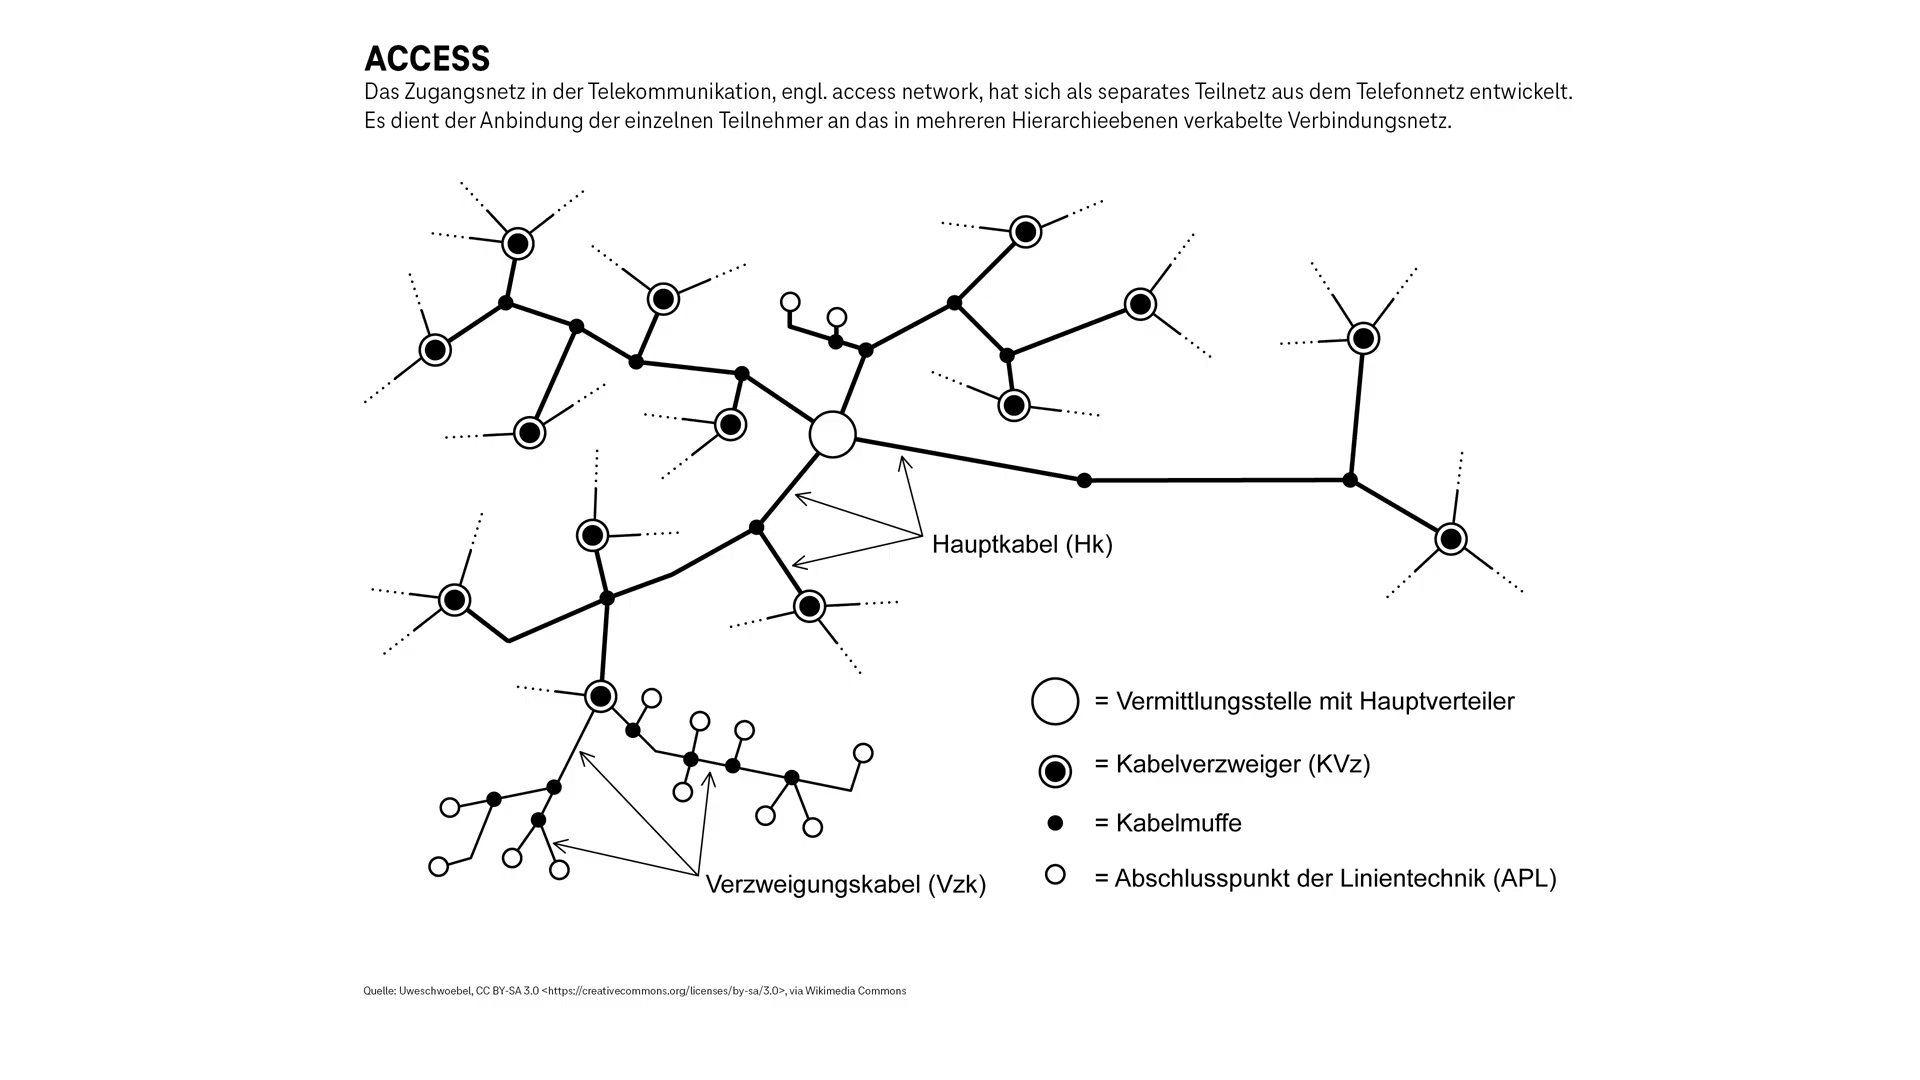 ACCESS
Das Zugangsnetz in der Telekommunikation, engl. access network, hat sich als separates Teilnetz aus dem Telefonnetz entwickelt.
Es dient der Anbindung der einzelnen Teilnehmer an das in mehreren Hierarchieebenen verkabelte Verbindungsnetz.
Hauptkabel (Hk)
= Vermittlungsstelle mit Hauptverteiler
= Kabelverzweiger (KVz)
= Kabelmuffe
= Abschlusspunkt der Linientechnik (APL)
Verzweigungskabel (Vzk)
Quelle: Uweschwoebel, CC BY-SA 3.0 <https://creativecommons.org/licenses/by-sa/3.0>, via Wikimedia Commons